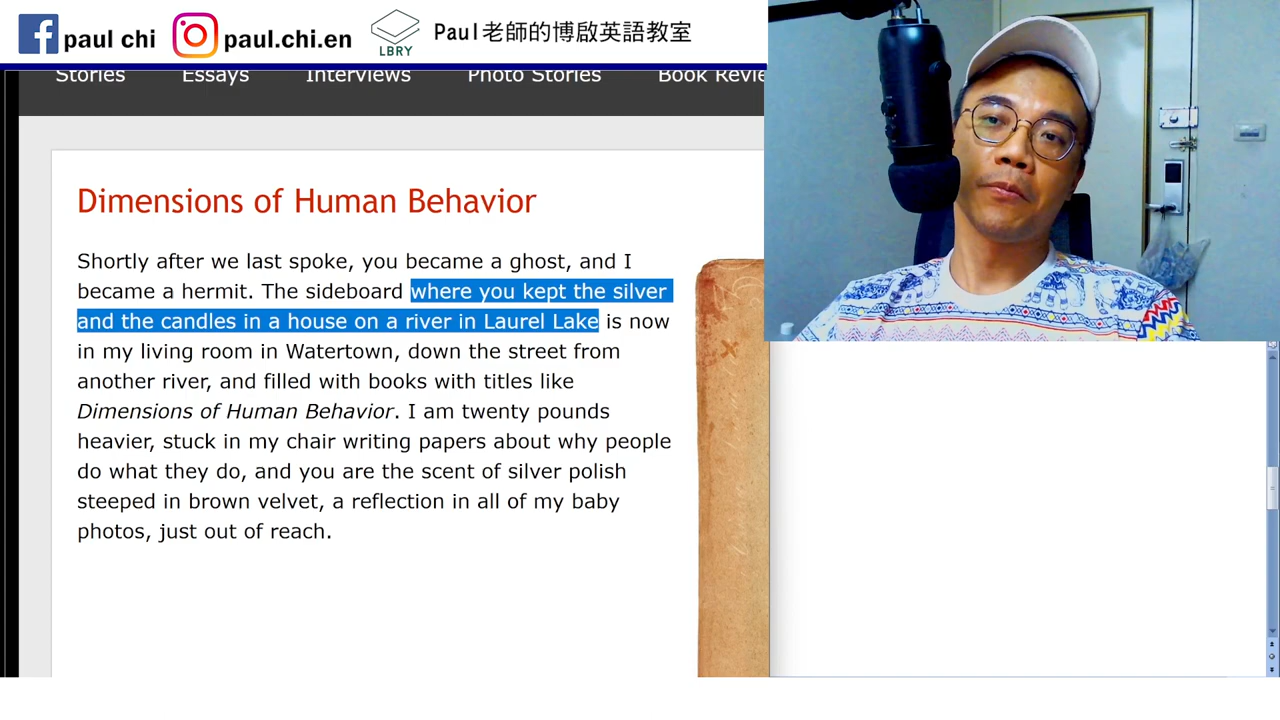 paul chi
paul.chi.en
LBRY
Paul老師的博啟英語教室
Stories Essays Interviews Photo Stories Book Revie
Dimensions of Human Behavior
Shortly after we last spoke, you became a ghost, and I
became a hermit. The sideboard where you kept the silver
and the candles in a house on a river in Laurel Lake is now
in my living room in Watertown, down the street from
another river, and filled with books with titles like
Dimensions of Human Behavior. I am twenty pounds
heavier, stuck in my chair writing papers about why people
do what they do, and you are the scent of silver polish
steeped in brown velvet, a reflection in all of my baby
photos, just out of reach.